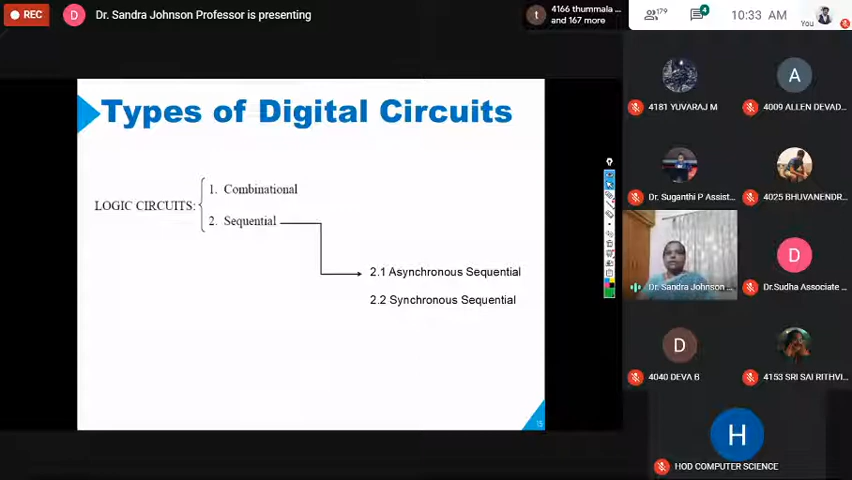 REC
D
Dr. Sandra Johnson Professor is presenting
t
4166 thummala ...
and 167 more
179
4
10:33 AM
You
Types of Digital Circuits
LOGIC CIRCUITS:
1. Combinational
2. Sequential
2.1 Asynchronous Sequential
2.2 Synchronous Sequential
15
4181 YUVARAJ M
A
4009 ALLEN DEVAD...
Dr. Suganthi P Assist...
4025 BHUVANENDR...
Dr. Sandra Johnson ...
D
Dr.Sudha Associate ...
D
4040 DEVA B
4153 SRI SAI RITHVI...
H
HOD COMPUTER SCIENCE